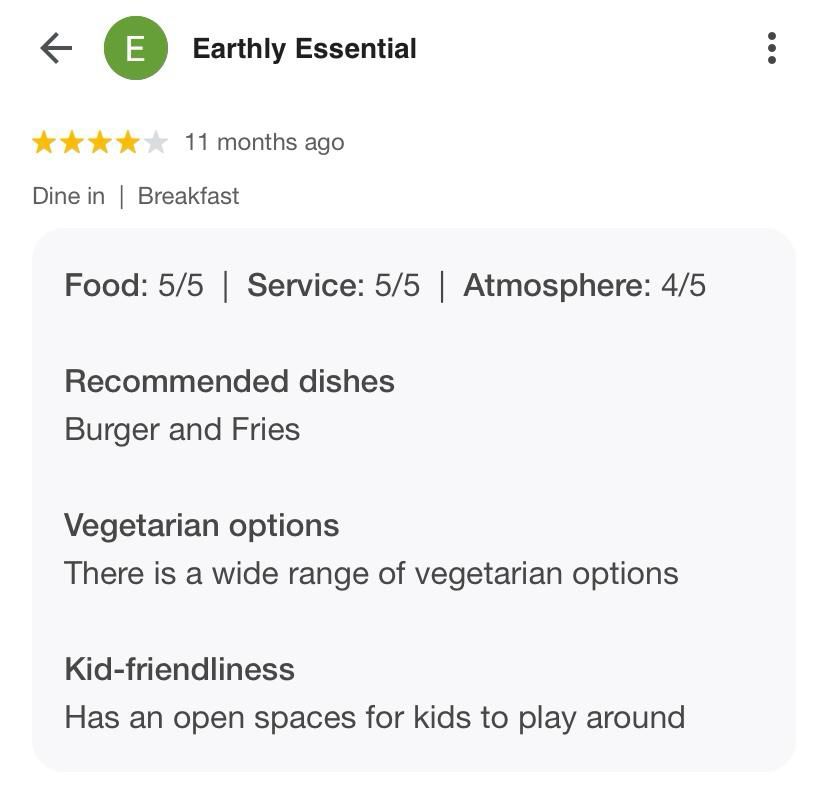 E Earthly Essential
11 months ago
Dine in | Breakfast
Food: 5/5 | Service: 5/5 | Atmosphere: 4/5
Recommended dishes
Burger and Fries
Vegetarian options
There is a wide range of vegetarian options
Kid-friendliness
Has an open spaces for kids to play around